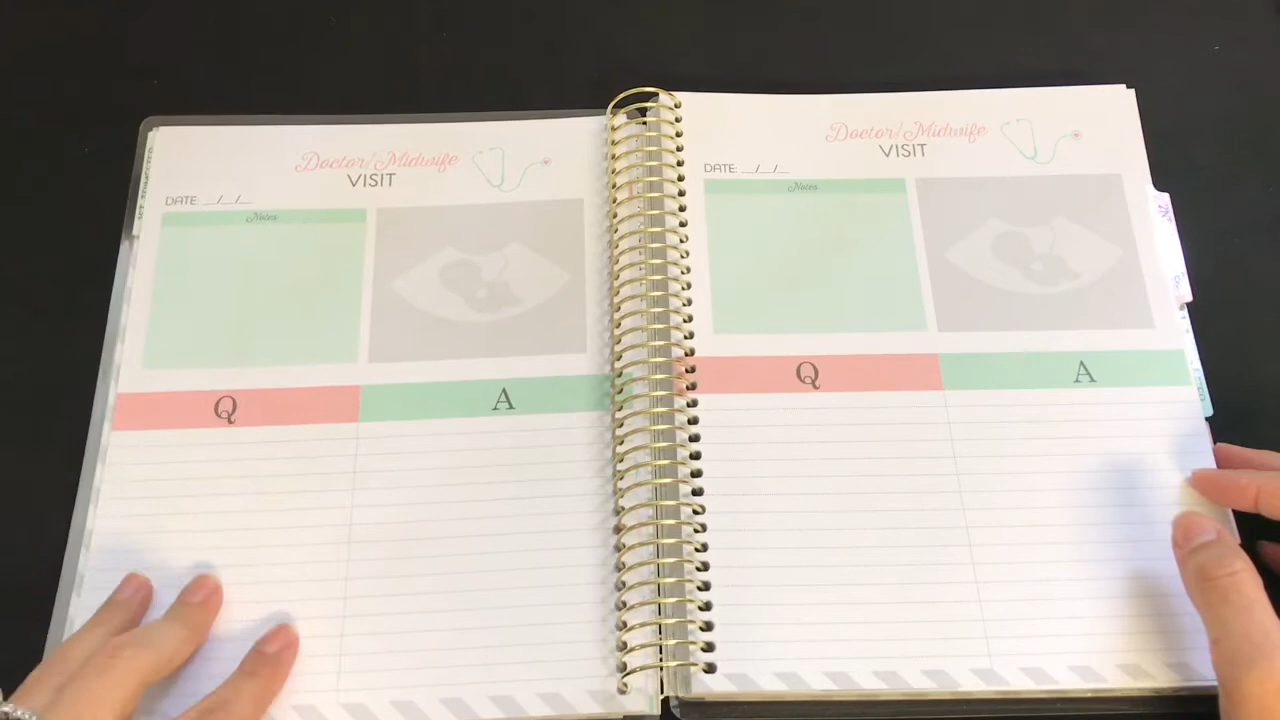 Doctor/Midwife
VISIT
DATE: __/__/__
Notes
Q A
Doctor/Midwife
VISIT
DATE: __/__/__
Notes
Q A